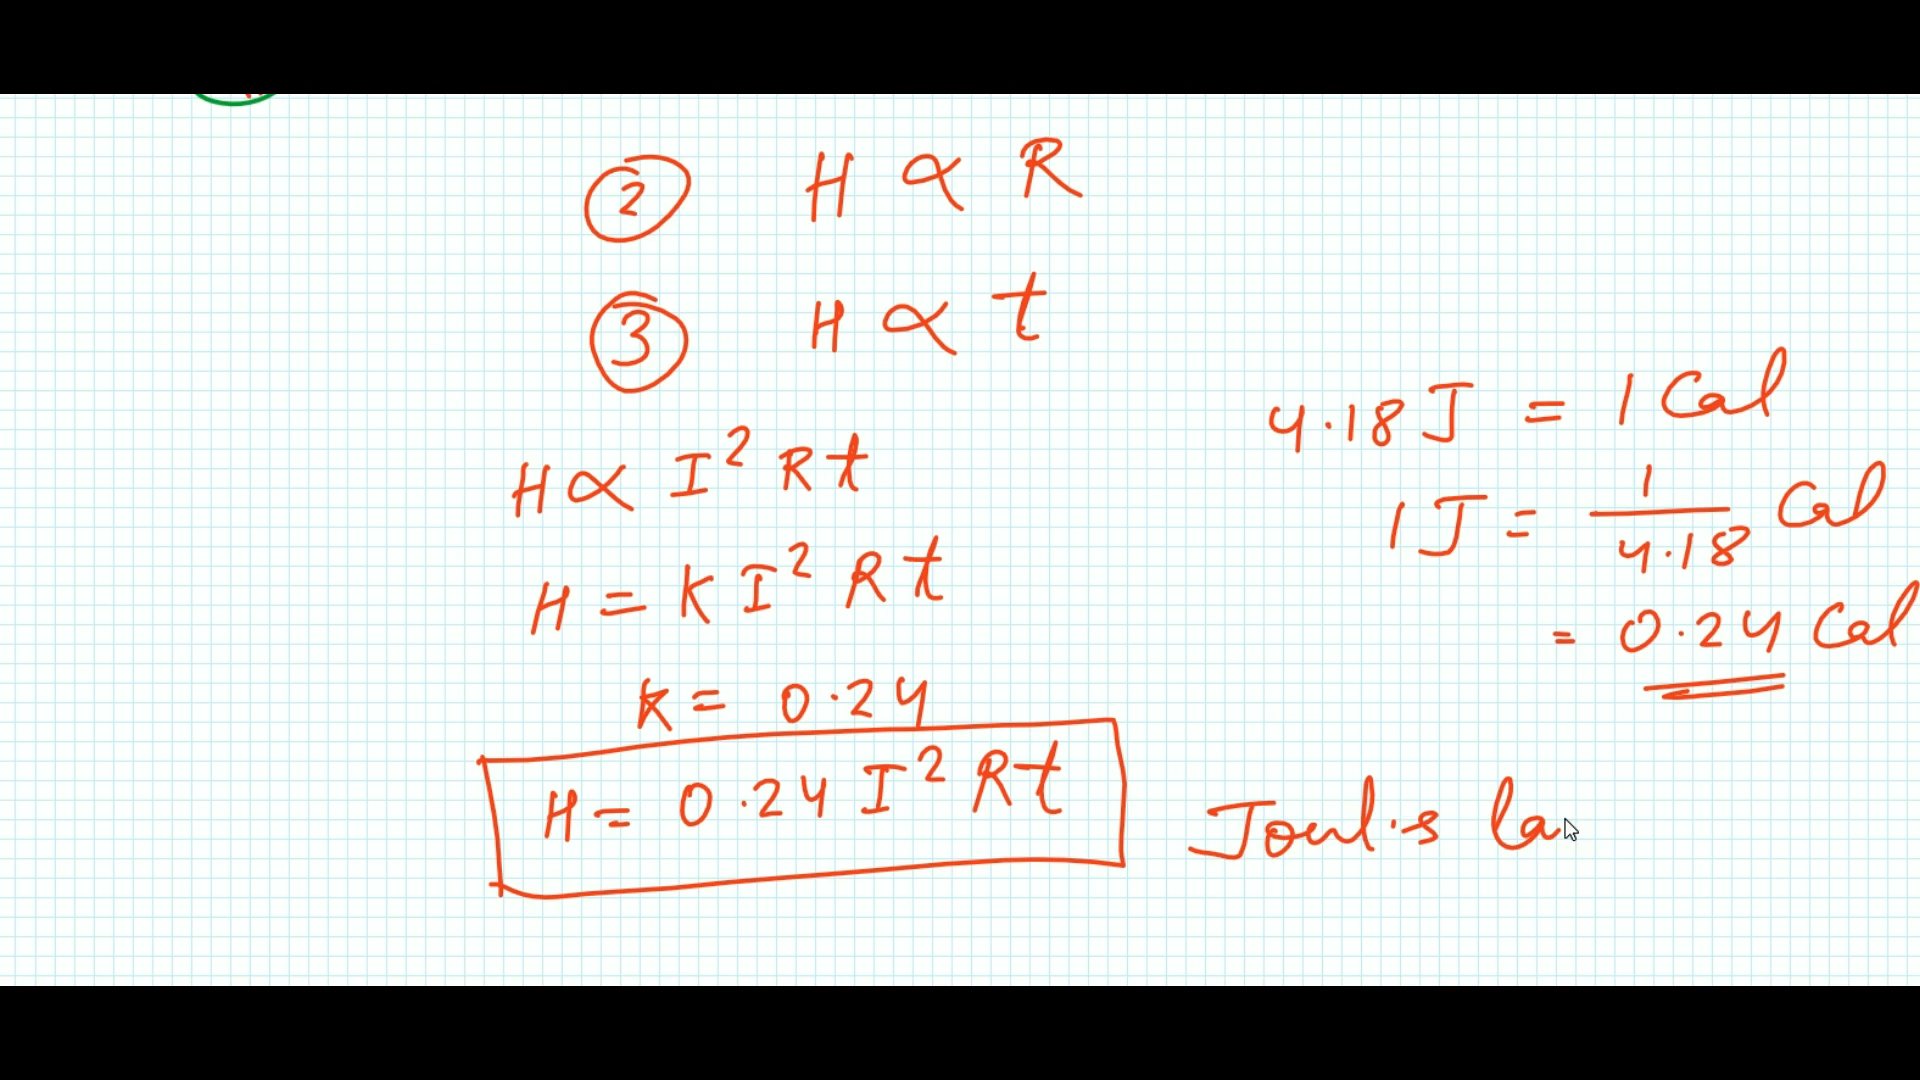 ② H ∝ R
③ H ∝ t
H ∝ I² R t
H = K I² R t
K = 0.24
H = 0.24 I² R t
4.18 J = 1 Cal
1 J = 1/4.18 Cal
= 0.24 Cal
Joul's la